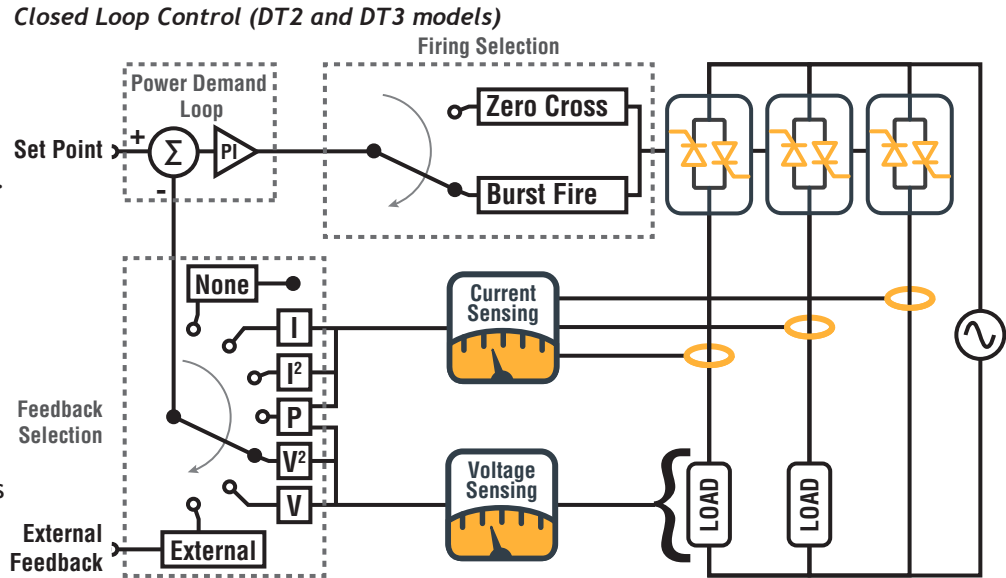 Closed Loop Control (DT2 and DT3 models)
Firing Selection
Power Demand
Loop
Zero Cross
Set Point
+
Σ
PI
-
Burst Fire
.
None
Current
Sensing
I
I²
Feedback
Selection
P
V²
Voltage
Sensing
s
V
LOAD
LOAD
External
Feedback
External